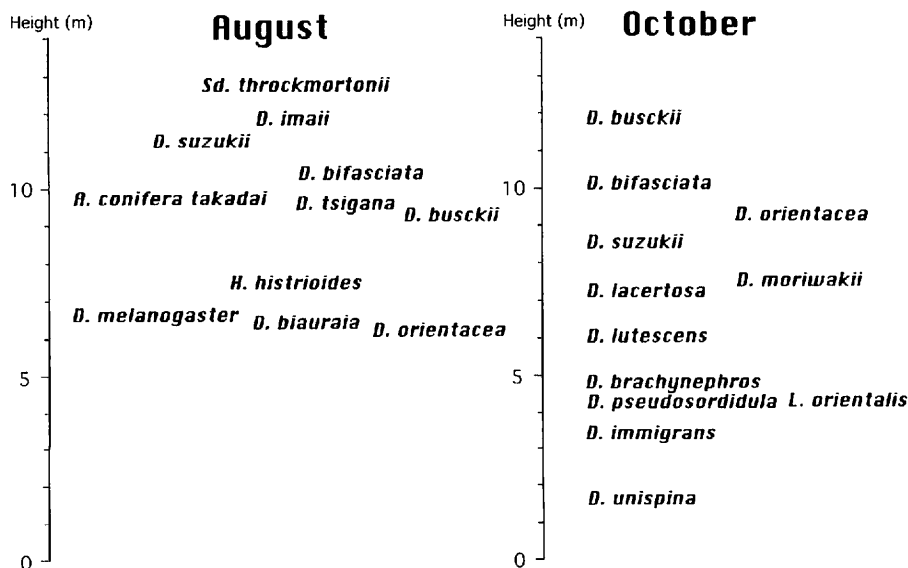 August
Height (m)
Sd. throckmortonii
D. imaii
D. suzukii
D. bifasciata
10
A. conifera takadai
D. tsigana
D. busckii
H. histrioides
D. melanogaster
D. biauraia
D. orientacea
5
0
October
Height (m)
D. busckii
10
D. bifasciata
D. orientacea
D. suzukii
D. moriwakii
D. lacertosa
D. lutescens
5
D. brachynephros
D. pseudosordidula L. orientalis
D. immigrans
D. unispina
0